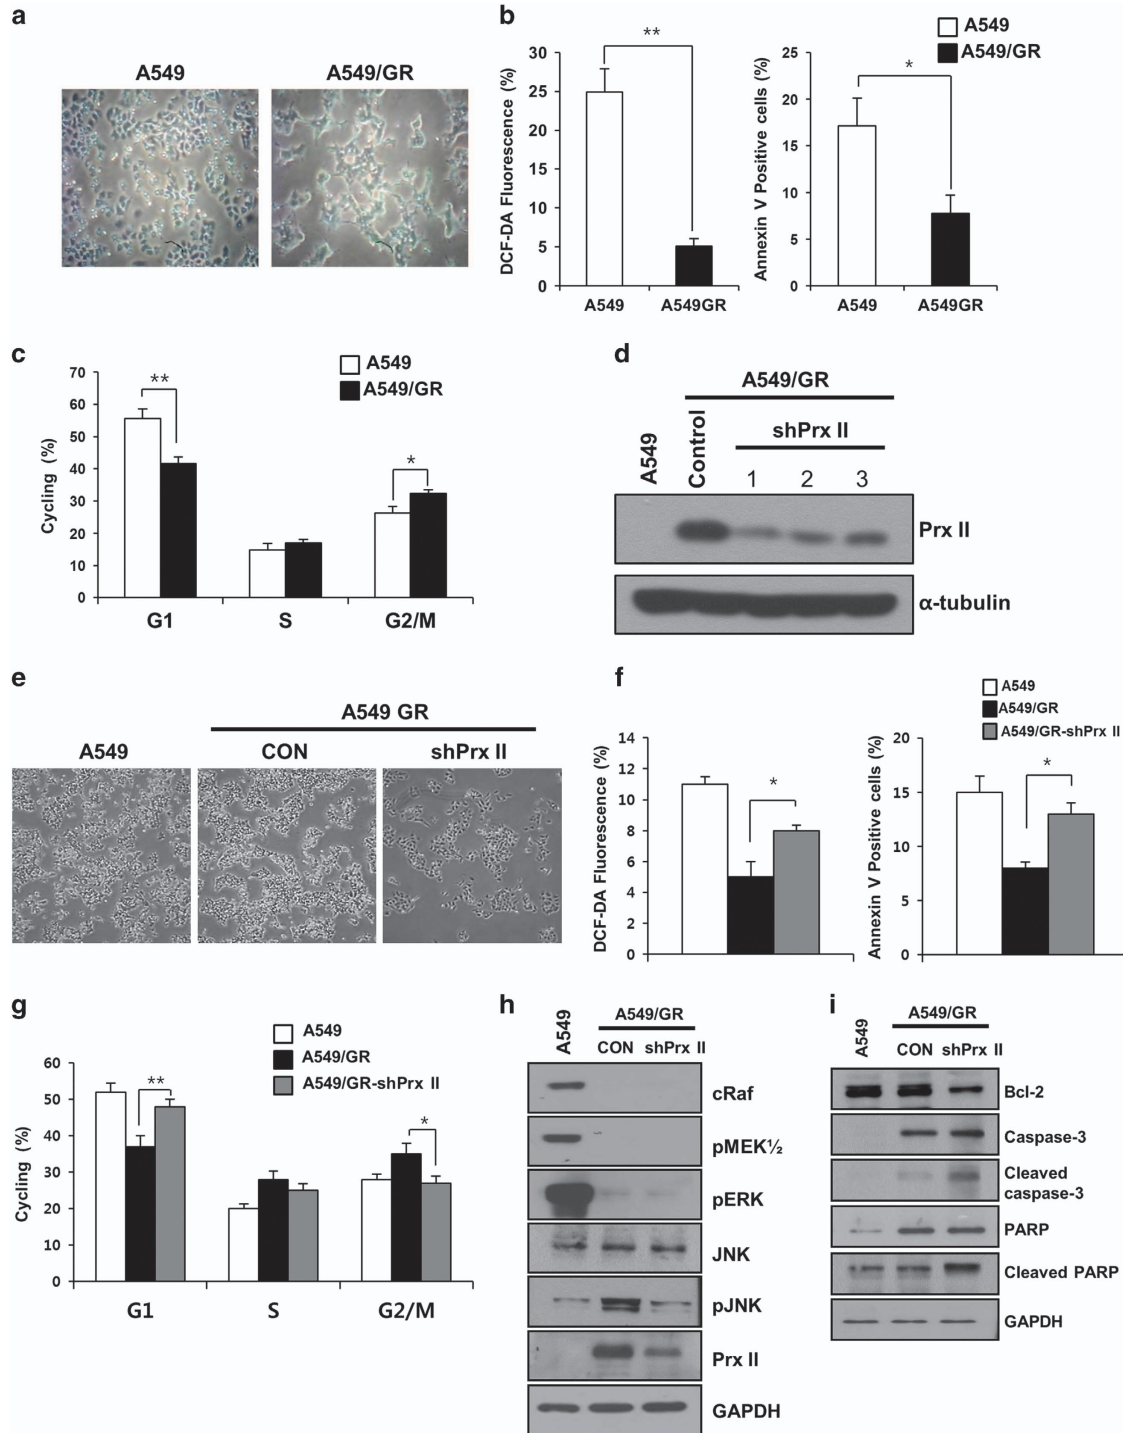 a
A549
A549/GR
b
A549
A549/GR
DCF-DA Fluorescence (%)
30
25
20
15
10
5
0
**
A549
A549GR
Annexin V Positive cells (%)
25
20
15
10
5
0
*
A549
A549GR
c
A549
A549/GR
Cycling (%)
70
60
50
40
30
20
10
0
**
*
G1
S
G2/M
d
A549/GR
A549
Control
shPrx II
1 2 3
Prx II
α-tubulin
e
A549 GR
A549
CON
shPrx II
f
A549
A549/GR
A549/GR-shPrx II
DCF-DA Fluorescence (%)
14
12
10
8
6
4
2
0
*
Annexin V Positive cells (%)
20
15
10
5
0
*
g
A549
A549/GR
A549/GR-shPrx II
Cycling (%)
60
50
40
30
20
10
0
**
*
G1
S
G2/M
h
A549
A549/GR
CON shPrx II
cRaf
pMEK½
pERK
JNK
pJNK
Prx II
GAPDH
i
A549
A549/GR
CON shPrx II
Bcl-2
Caspase-3
Cleaved
caspase-3
PARP
Cleaved PARP
GAPDH